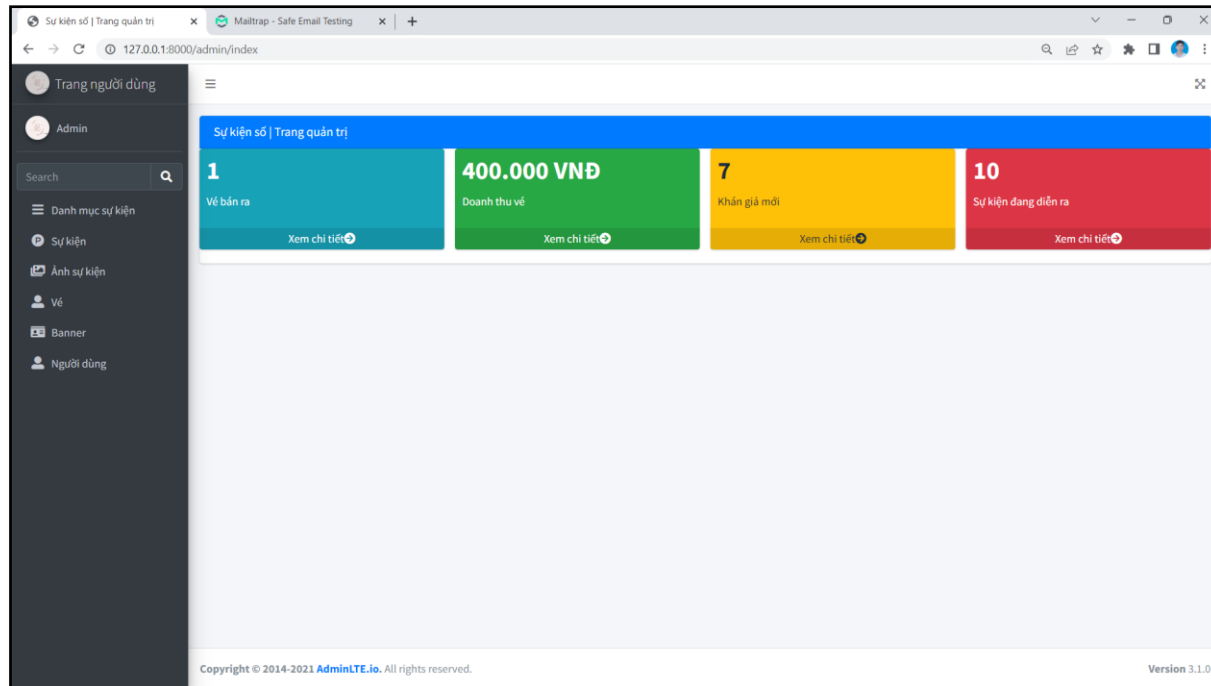 Sự kiện số | Trang quản trị
Mailtrap - Safe Email Testing
127.0.0.1:8000/admin/index
Trang người dùng
Admin
Search
Danh mục sự kiện
Sự kiện
Ảnh sự kiện
Vé
Banner
Người dùng
Sự kiện số | Trang quản trị
1
Vé bán ra
Xem chi tiết
400.000 VNĐ
Doanh thu vé
Xem chi tiết
7
Khán giả mới
Xem chi tiết
10
Sự kiện đang diễn ra
Xem chi tiết
Copyright © 2014-2021 AdminLTE.io. All rights reserved.
Version 3.1.0